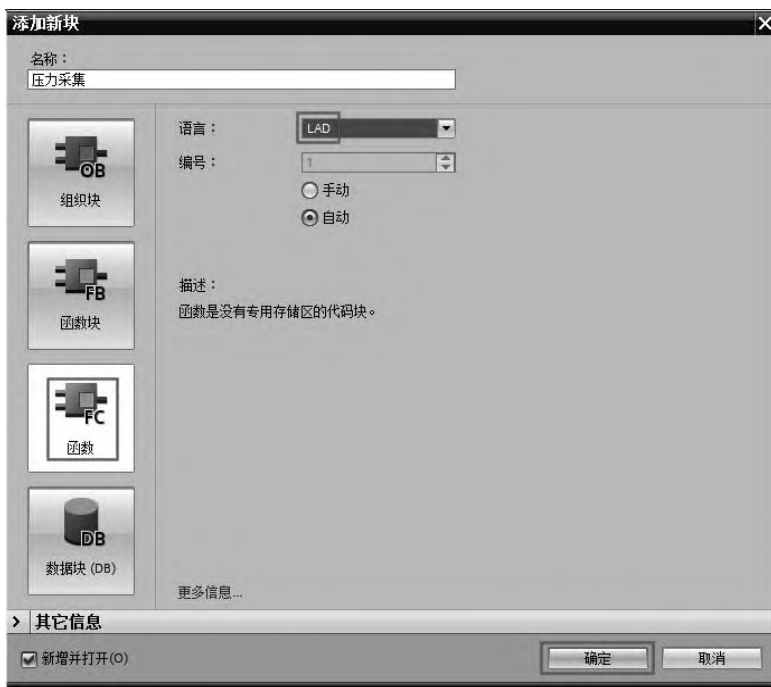 添加新块
名称：
压力采集
OB
组织块
FB
函数块
FC
函数
DB
数据块 (DB)
语言：
LAD
编号：
1
手动
自动
描述：
函数是没有专用存储区的代码块。
更多信息...
其它信息
新增并打开(O)
确定
取消